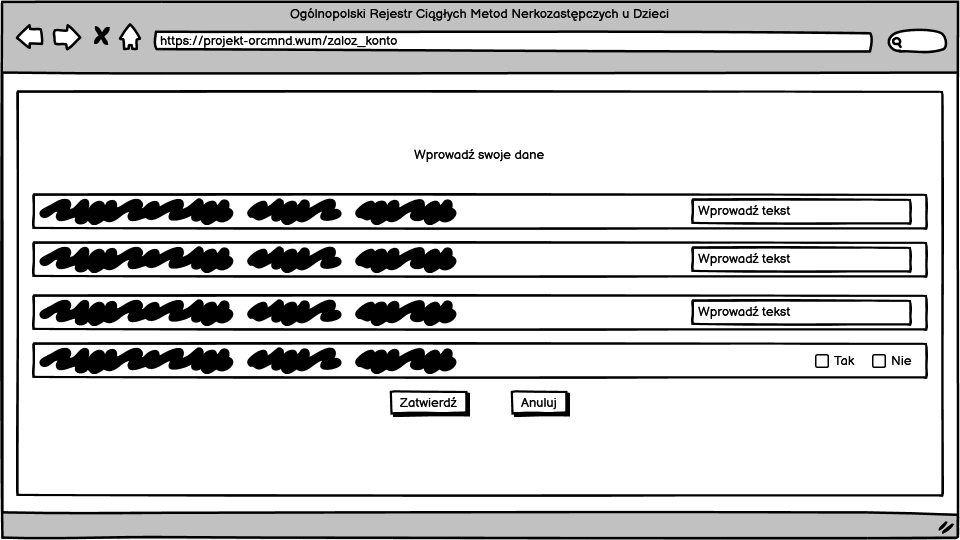 Ogólnopolski Rejestr Ciągłych Metod Nerkozastępczych u Dzieci
https://projekt-orcmnd.wum/zaloz_konto
Wprowadź swoje dane
Wprowadź tekst
Wprowadź tekst
Wprowadź tekst
Tak Nie
Zatwierdź Anuluj